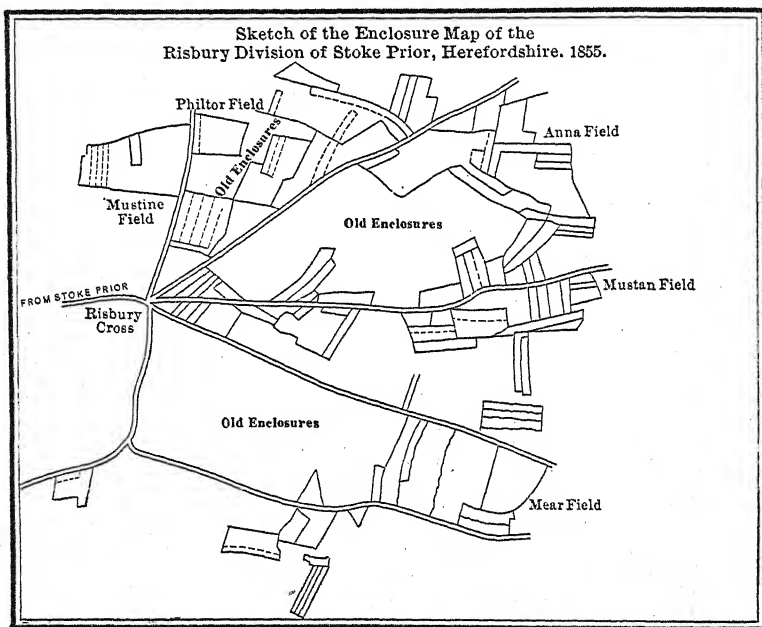 Sketch of the Enclosure Map of the
Risbury Division of Stoke Prior, Herefordshire. 1855.
Philtor Field
Anna Field
Old Enclosures
Mustine
Field
Old Enclosures
Mustan Field
FROM STOKE PRIOR
Risbury
Cross
Old Enclosures
Mear Field